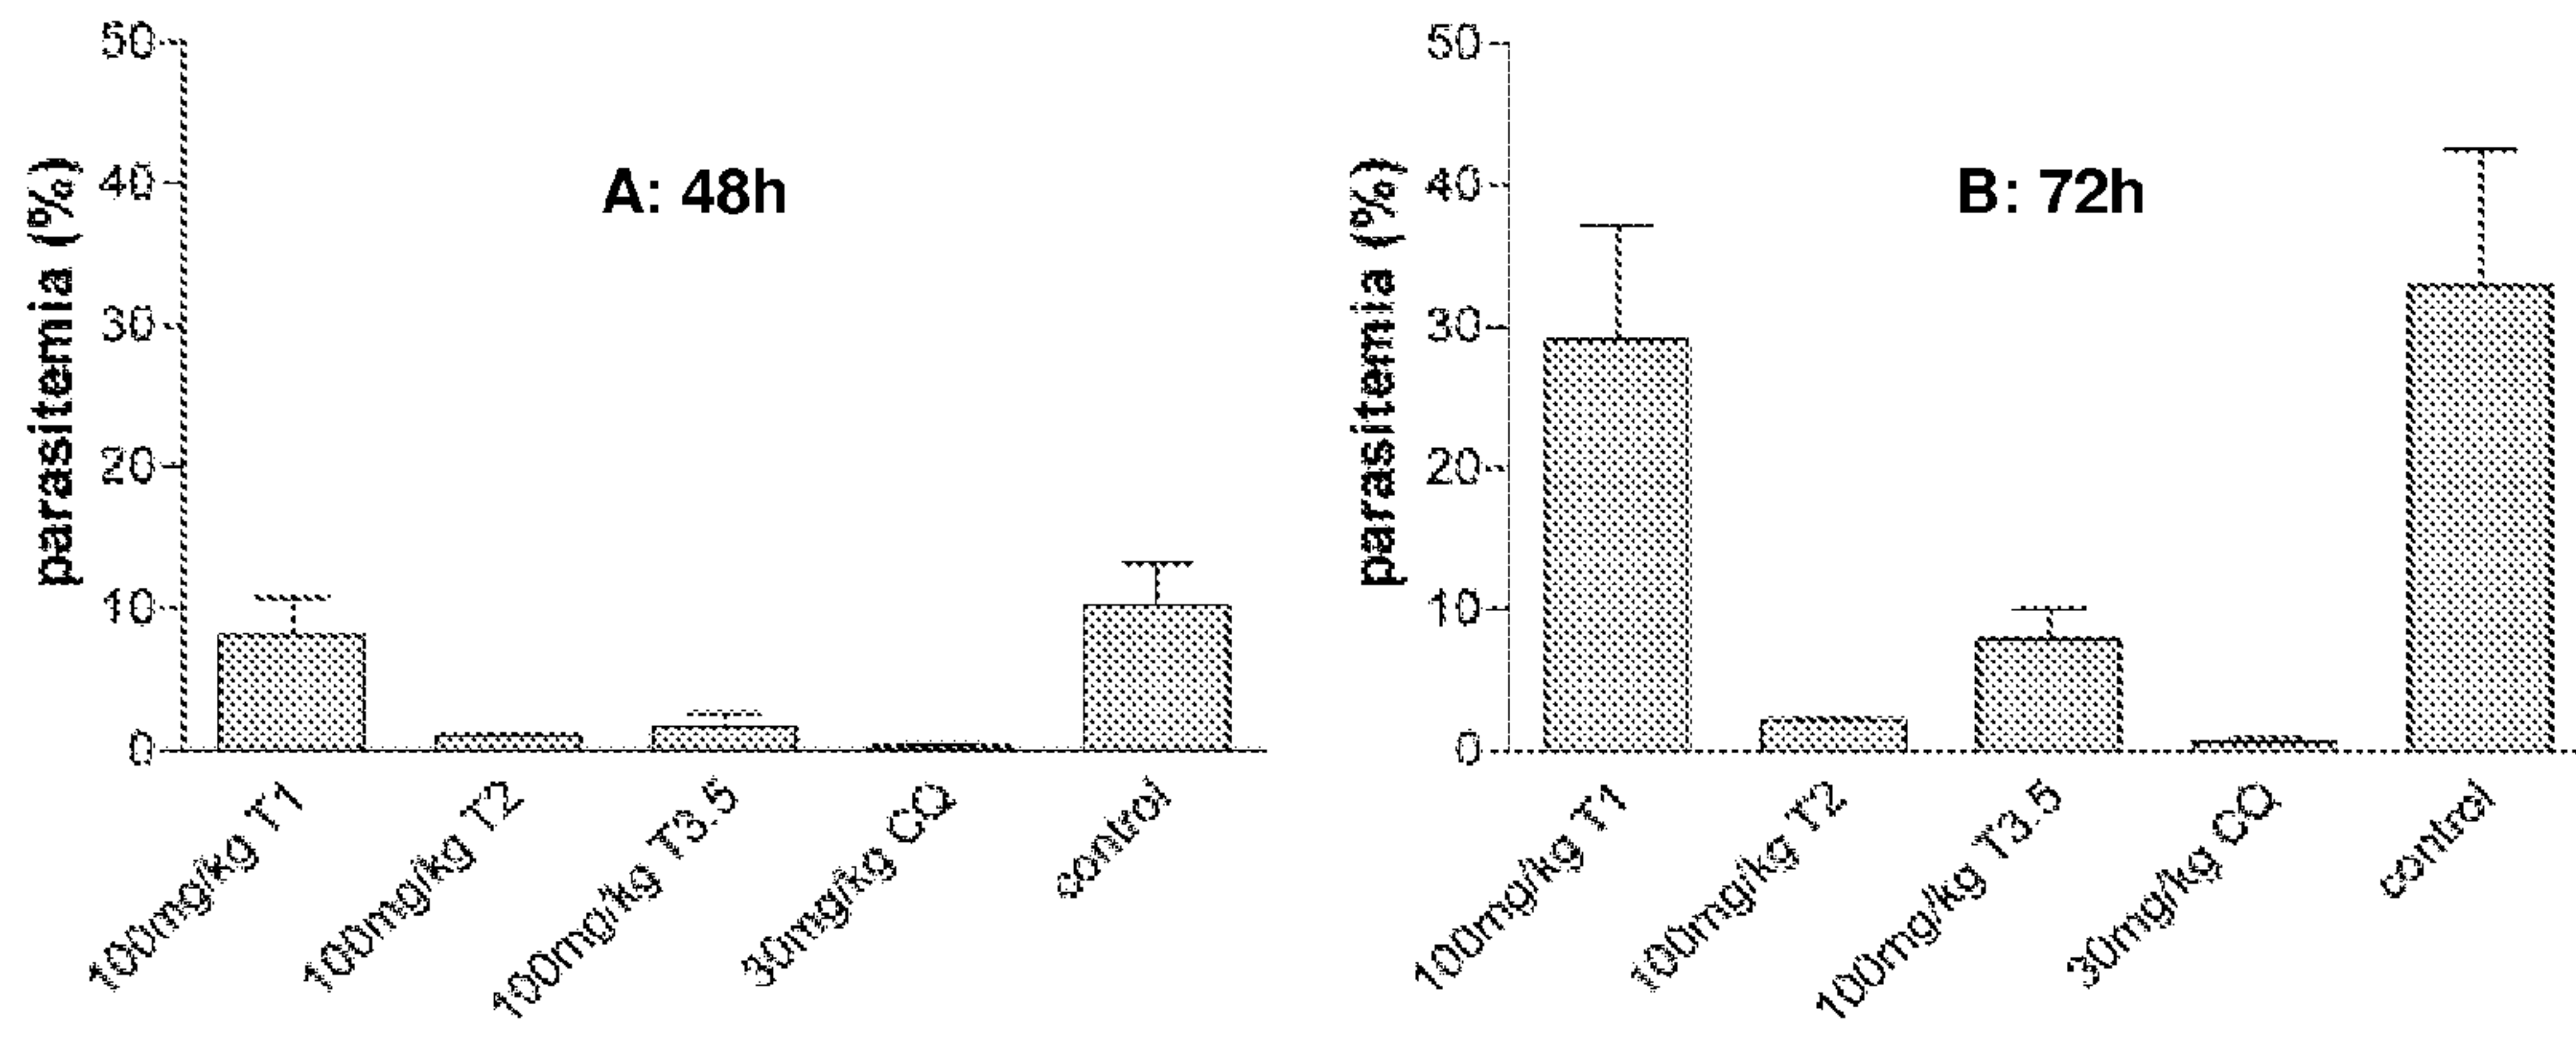 parasitemia (%)
50
40
30
20
10
0
A: 48h
100mg/kg T1
100mg/kg T2
100mg/kg T3.5
30mg/kg CQ
control
parasitemia (%)
50
40
30
20
10
0
B: 72h
100mg/kg T1
100mg/kg T2
100mg/kg T3.5
30mg/kg CQ
control